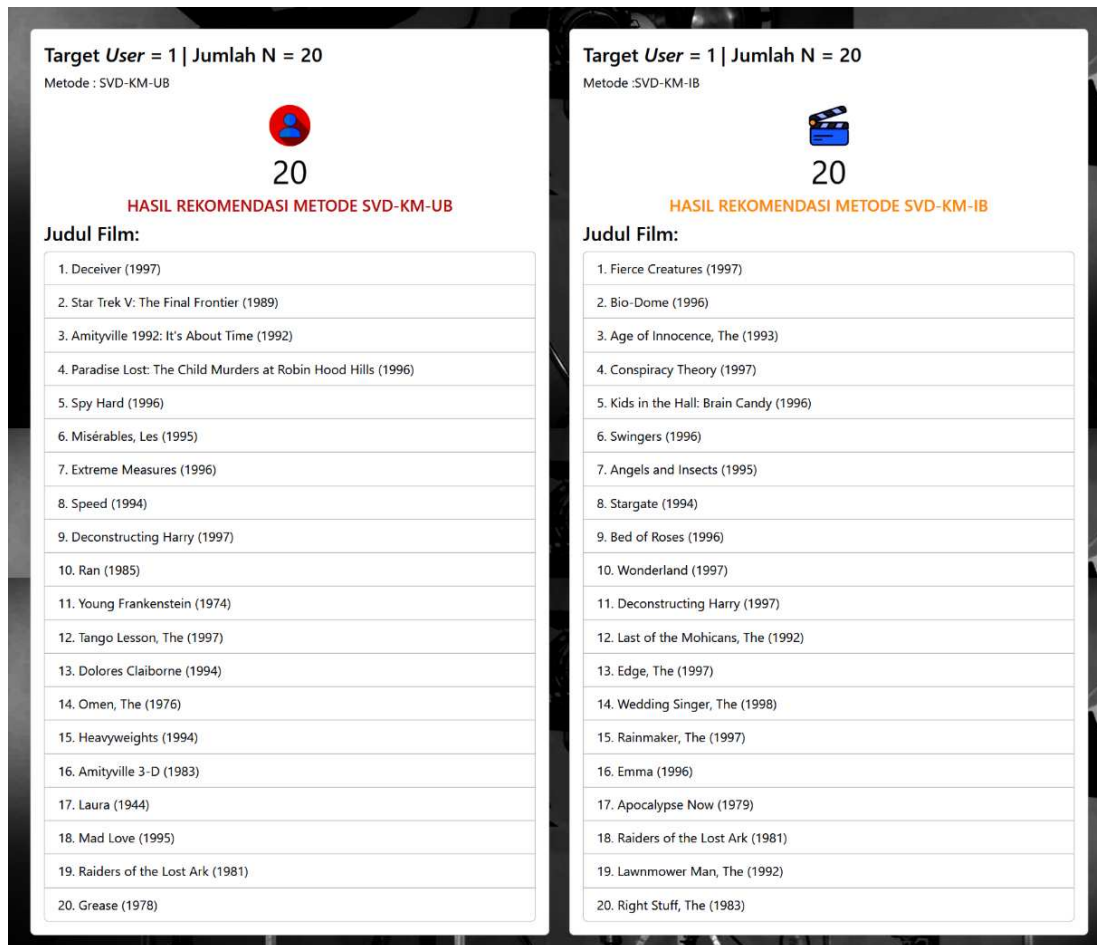 Target User = 1 | Jumlah N = 20
Metode : SVD-KM-UB
20
HASIL REKOMENDASI METODE SVD-KM-UB
Judul Film:
1. Deceiver (1997)
2. Star Trek V: The Final Frontier (1989)
3. Amityville 1992: It's About Time (1992)
4. Paradise Lost: The Child Murders at Robin Hood Hills (1996)
5. Spy Hard (1996)
6. Misérables, Les (1995)
7. Extreme Measures (1996)
8. Speed (1994)
9. Deconstructing Harry (1997)
10. Ran (1985)
11. Young Frankenstein (1974)
12. Tango Lesson, The (1997)
13. Dolores Claiborne (1994)
14. Omen, The (1976)
15. Heavyweights (1994)
16. Amityville 3-D (1983)
17. Laura (1944)
18. Mad Love (1995)
19. Raiders of the Lost Ark (1981)
20. Grease (1978)
Target User = 1 | Jumlah N = 20
Metode :SVD-KM-IB
20
HASIL REKOMENDASI METODE SVD-KM-IB
Judul Film:
1. Fierce Creatures (1997)
2. Bio-Dome (1996)
3. Age of Innocence, The (1993)
4. Conspiracy Theory (1997)
5. Kids in the Hall: Brain Candy (1996)
6. Swingers (1996)
7. Angels and Insects (1995)
8. Stargate (1994)
9. Bed of Roses (1996)
10. Wonderland (1997)
11. Deconstructing Harry (1997)
12. Last of the Mohicans, The (1992)
13. Edge, The (1997)
14. Wedding Singer, The (1998)
15. Rainmaker, The (1997)
16. Emma (1996)
17. Apocalypse Now (1979)
18. Raiders of the Lost Ark (1981)
19. Lawnmower Man, The (1992)
20. Right Stuff, The (1983)